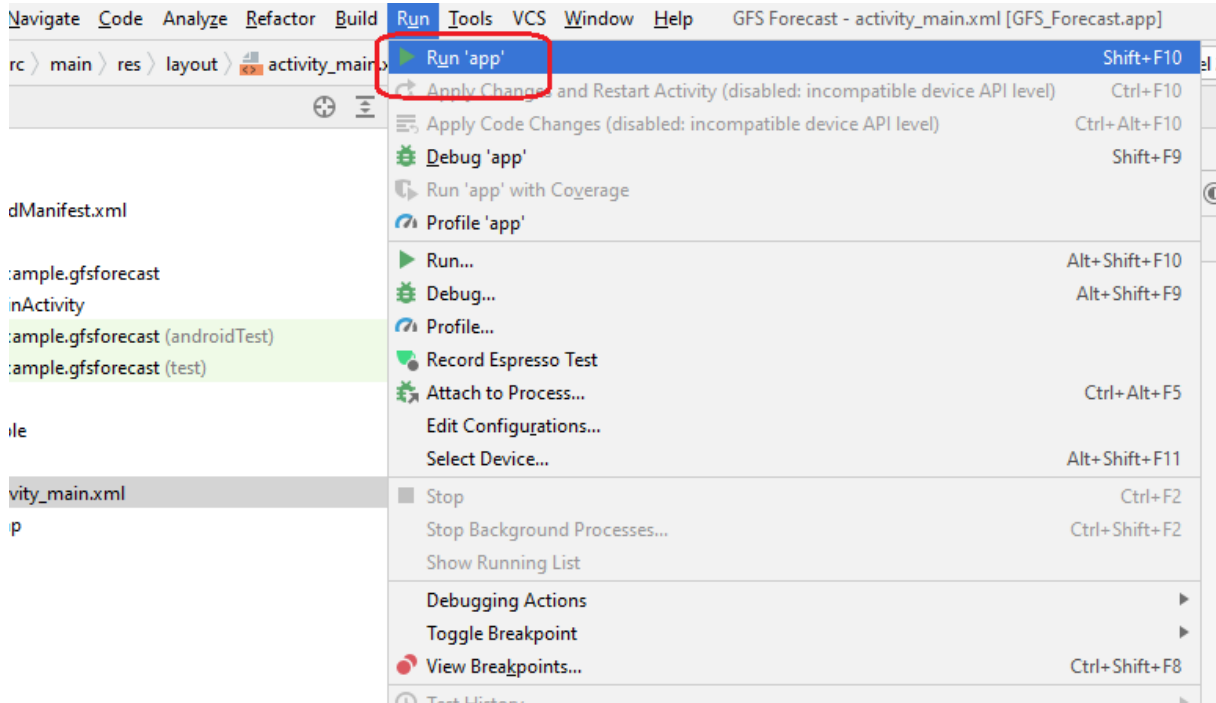 Navigate Code Analyze Refactor Build Run Tools VCS Window Help GFS Forecast - activity_main.xml [GFS_Forecast.app]
rc main res layout activity_main.x
Run 'app' Shift+F10
Apply Changes and Restart Activity (disabled: incompatible device API level) Ctrl+F10
Apply Code Changes (disabled: incompatible device API level) Ctrl+Alt+F10
Debug 'app' Shift+F9
Run 'app' with Coverage
Profile 'app'
Run... Alt+Shift+F10
Debug... Alt+Shift+F9
Profile...
Record Espresso Test
Attach to Process... Ctrl+Alt+F5
Edit Configurations...
Select Device... Alt+Shift+F11
Stop Ctrl+F2
Stop Background Processes... Ctrl+Shift+F2
Show Running List
Debugging Actions
Toggle Breakpoint
View Breakpoints... Ctrl+Shift+F8
Test History
dManifest.xml
ample.gfsforecast
inActivity
ample.gfsforecast (androidTest)
ample.gfsforecast (test)
ble
vity_main.xml
p